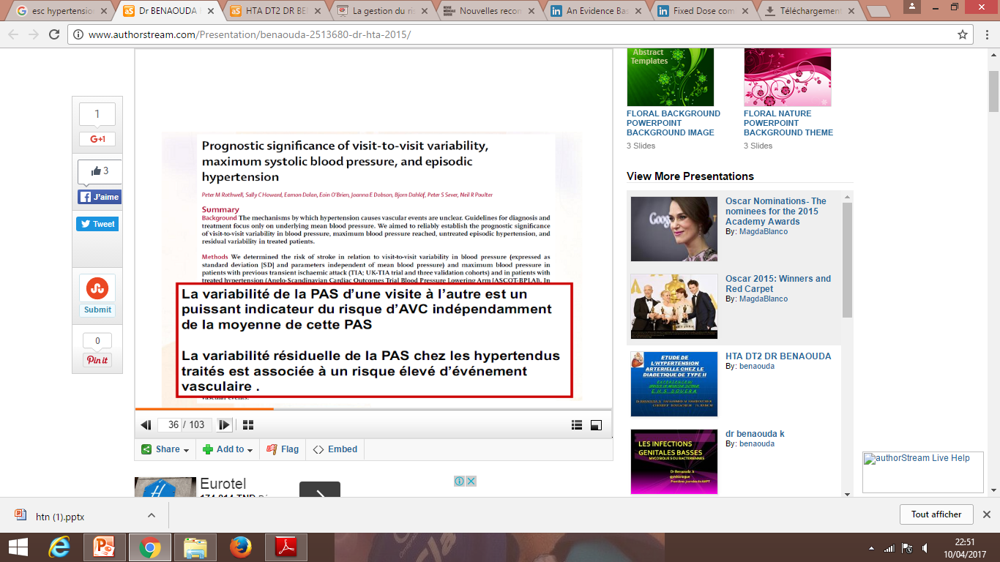 esc hypertension
Dr BENAOUDA
HTA DT2 DR BE
La gestion du ri
Nouvelles recon
An Evidence Bas
Fixed Dose com
Téléchargement
www.authorstream.com/Presentation/benaouda-2513680-dr-hta-2015/
1
G+1
3
J'aime
Tweet
Submit
0
Pin it
Prognostic significance of visit-to-visit variability,
maximum systolic blood pressure, and episodic
hypertension
Peter M Rothwell, Sally C Howard, Eamon Dolan, Eoin O'Brien, Joanna E Dobson, Bjorn Dahlöf, Peter S Sever, Neil R Poulter
Summary
Background The mechanisms by which hypertension causes vascular events are unclear. Guidelines for diagnosis and
treatment focus only on underlying mean blood pressure. We aimed to reliably establish the prognostic significance
of visit-to-visit variability in blood pressure, maximum blood pressure reached, untreated episodic hypertension, and
residual variability in treated patients.
Methods We determined the risk of stroke in relation to visit-to-visit variability in blood pressure (expressed as
standard deviation [SD] and parameters independent of mean blood pressure) and maximum blood pressure in
patients with previous transient ischaemic attack (TIA; UK-TIA trial and three validation cohorts) and in patients with
treated hypertension (Anglo-Scandinavian Cardiac Outcomes Trial Blood Pressure Lowering Arm [ASCOT-BPLA]). In
La variabilité de la PAS d'une visite à l'autre est un
puissant indicateur du risque d'AVC indépendamment
de la moyenne de cette PAS
La variabilité résiduelle de la PAS chez les hypertendus
traités est associée à un risque élevé d'événement
vasculaire .
vascular events.
36 / 103
Share
Add to
Flag
Embed
Eurotel
Abstract
Templates
FLORAL BACKGROUND
POWERPOINT
BACKGROUND IMAGE
3 Slides
FLORAL NATURE
POWERPOINT
BACKGROUND THEME
3 Slides
View More Presentations
Oscar Nominations- The
nominees for the 2015
Academy Awards
By: MagdaBlanco
Oscar 2015: Winners and
Red Carpet
By: MagdaBlanco
ETUDE DE
L'HYPERTENSION
ARTERIELLE CHEZ LE
DIABETIQUE DE TYPE II
E.H.S DOUERA
HTA DT2 DR BENAOUDA
By: benaouda
LES INFECTIONS
GENITALES BASSES
MYCOSIQUES OU BACTERIENNES
Dr Benaouda .k
gynécologue
dr benaouda k
By: benaouda
authorStream Live Help
htn (1).pptx
Tout afficher
22:51
10/04/2017